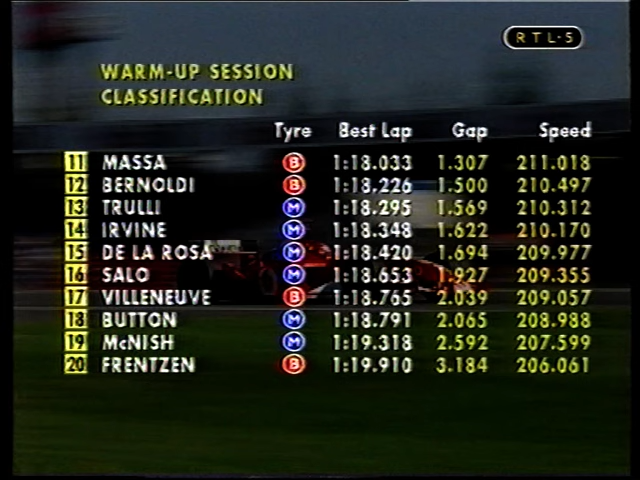 RTL·5
WARM-UP SESSION
CLASSIFICATION
Tyre Best Lap Gap Speed
11 MASSA B 1:18.033 1.307 211.018
12 BERNOLDI B 1:18.226 1.500 210.497
13 TRULLI M 1:18.295 1.569 210.312
14 IRVINE M 1:18.348 1.622 210.170
15 DE LA ROSA M 1:18.420 1.694 209.977
16 SALO M 1:18.653 1.927 209.355
17 VILLENEUVE B 1:18.765 2.039 209.057
18 BUTTON M 1:18.791 2.065 208.988
19 McNISH M 1:19.318 2.592 207.599
20 FRENTZEN B 1:19.910 3.184 206.061